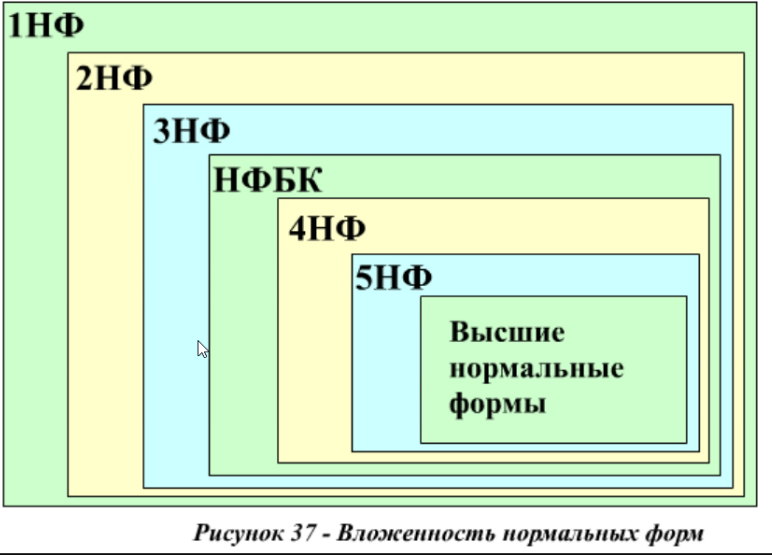 1НФ
2НФ
3НФ
НФБК
4НФ
5НФ
Высшие
нормальные
формы
Рисунок 37 - Вложенность нормальных форм